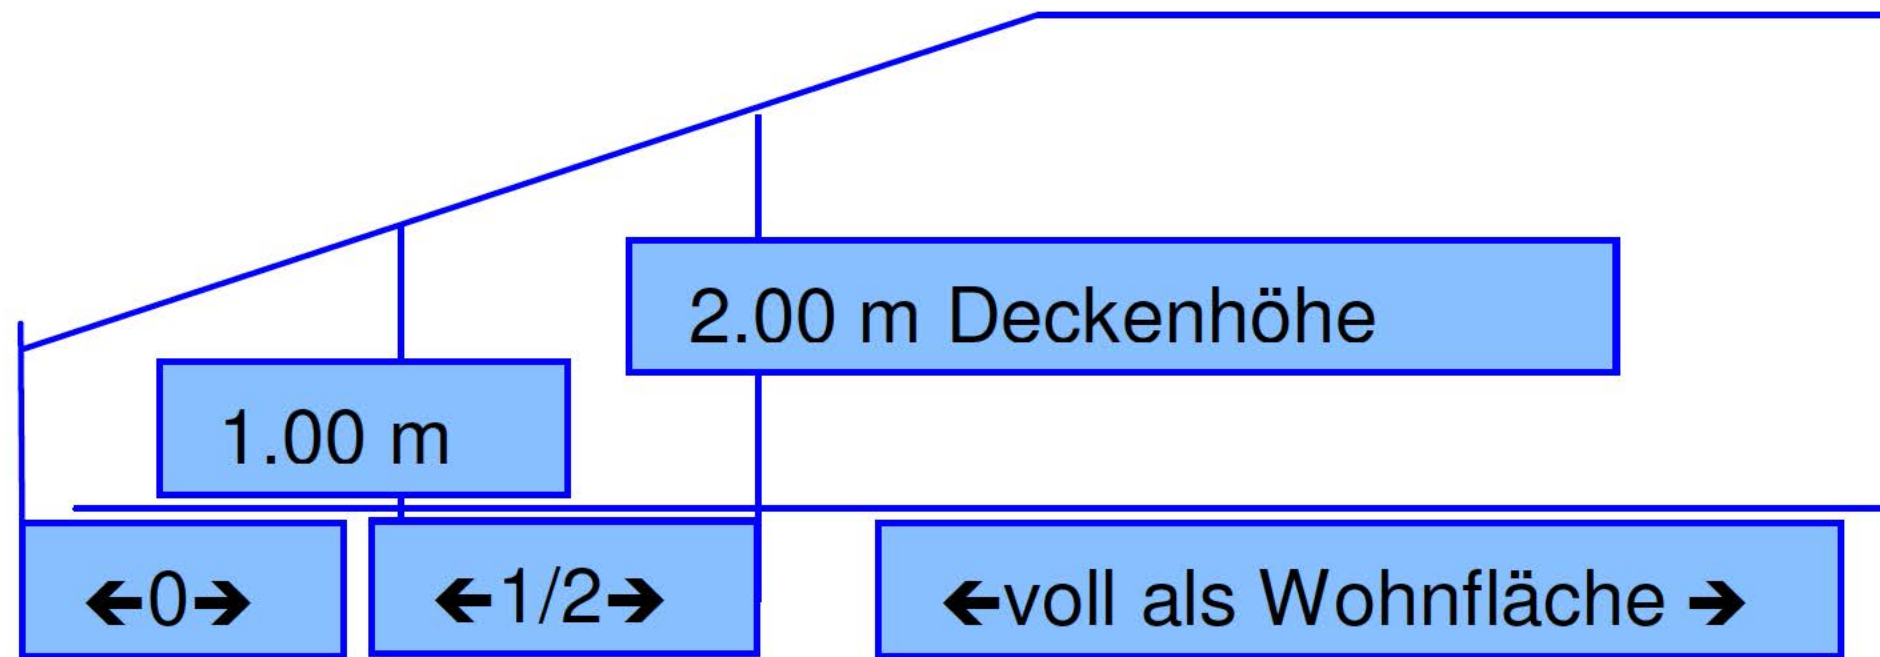 2.00 m Deckenhöhe
1.00 m
←0→
←1/2→
←voll als Wohnfläche →